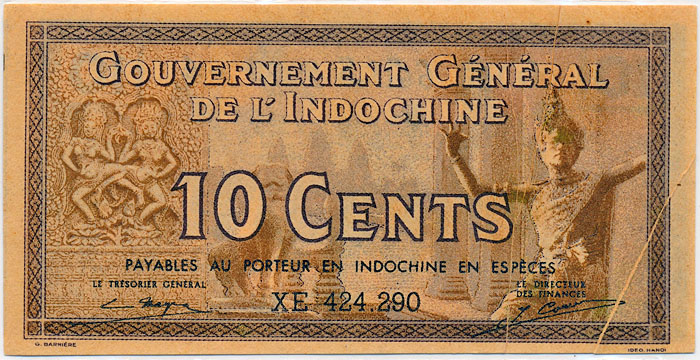 GOUVERNEMENT GÉNÉRAL
DE L'INDOCHINE
10 CENTS
PAYABLES AU PORTEUR EN INDOCHINE EN ESPÈCES
LE TRÉSORIER GÉNÉRAL
LE DIRECTEUR
DES FINANCES
XE 424.290
G. BARRIÈRE
IDEO, HANOI